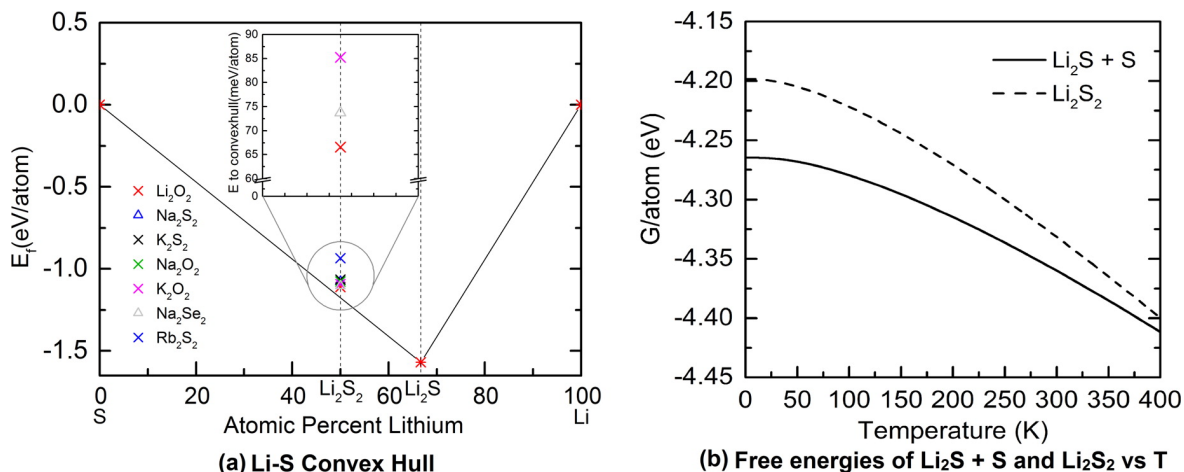 0.5
0.0
-0.5
-1.0
-1.5
E_f(eV/atom)
90
85
80
75
70
65
60
0
E to convexhull(meV/atom)
Li₂O₂
Na₂S₂
K₂S₂
Na₂O₂
K₂O₂
Na₂Se₂
Rb₂S₂
0 20 40 60 80 100
S Li₂S₂ Li₂S Li
Atomic Percent Lithium
(a) Li-S Convex Hull
-4.15
-4.20
-4.25
-4.30
-4.35
-4.40
-4.45
G/atom (eV)
Li₂S + S
Li₂S₂
0 50 100 150 200 250 300 350 400
Temperature (K)
(b) Free energies of Li₂S + S and Li₂S₂ vs T